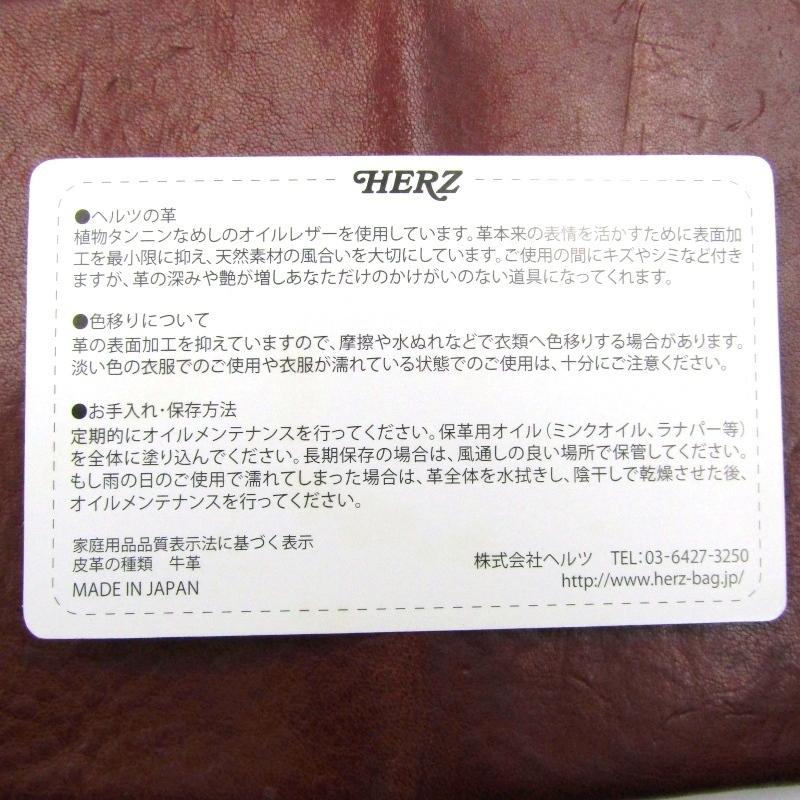 HERZ
●ヘルツの革
植物タンニンなめしのオイルレザーを使用しています。革本来の表情を活かすために表面加
工を最小限に抑え、天然素材の風合いを大切にしています。ご使用の間にキズやシミなど付き
ますが、革の深みや艶が増しあなただけのかけがいのない道具になってくれます。
●色移りについて
革の表面加工を抑えていますので、摩擦や水ぬれなどで衣類へ色移りする場合があります。
淡い色の衣服でのご使用や衣服が濡れている状態でのご使用は、十分にご注意ください。
●お手入れ・保存方法
定期的にオイルメンテナンスを行ってください。保革用オイル（ミンクオイル、ラナパー等）
を全体に塗り込んでください。長期保存の場合は、風通しの良い場所で保管してください。
もし雨の日のご使用で濡れてしまった場合は、革全体を水拭きし、陰干しで乾燥させた後、
オイルメンテナンスを行ってください。
家庭用品品質表示法に基づく表示
皮革の種類 牛革
MADE IN JAPAN
株式会社ヘルツ TEL:03-6427-3250
http://www.herz-bag.jp/